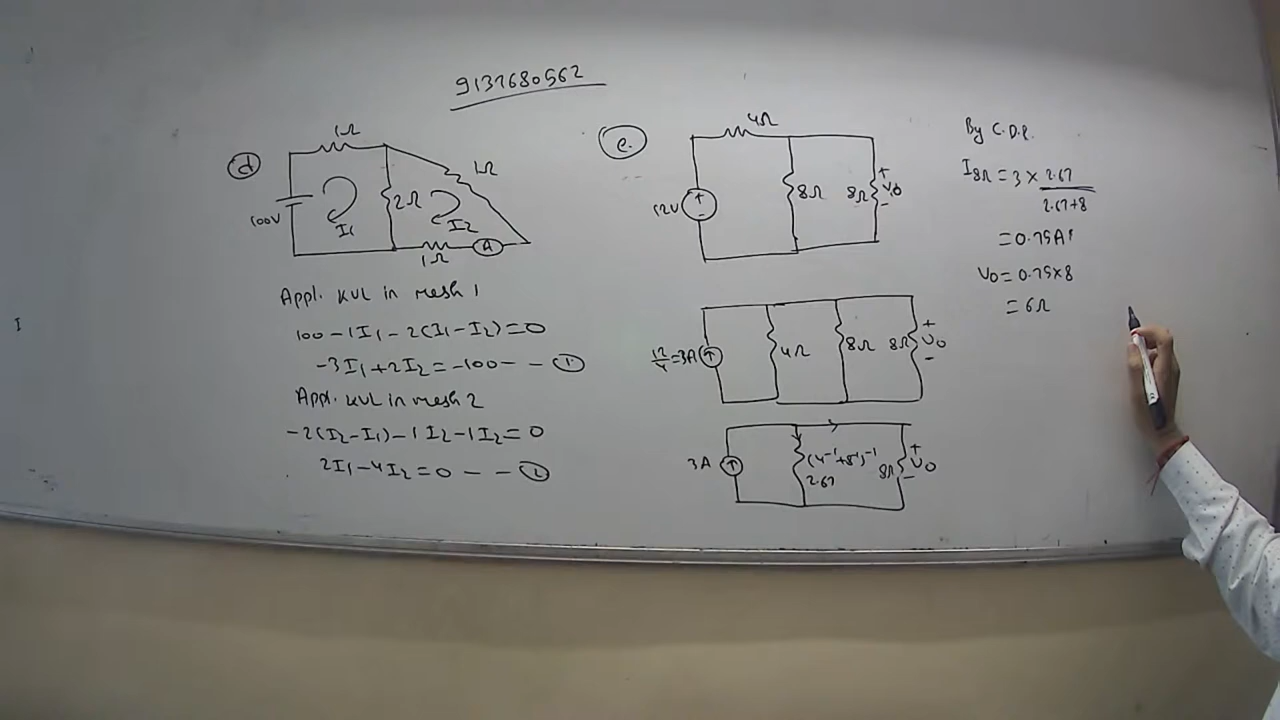 9137680562
d
1Ω
1Ω
100V
2Ω
I1
I2
1Ω
A
Appl. KVL in mesh 1
100 - 1I1 - 2(I1 - I2) = 0
-3I1 + 2I2 = -100 - - ①
Appl. KVL in mesh 2
-2(I2 - I1) - 1I2 - 1I2 = 0
2I1 - 4I2 = 0 - - ②
e.
4Ω
12V
+
-
8Ω
8Ω
+
V0
-
12/4 = 3A
4Ω
8Ω
8Ω
+
V0
-
3A
(4⁻¹+8⁻¹)⁻¹
2.67
8Ω
+
V0
-
By C.D.R.
I8Ω = 3 × 2.67
2.67+8
= 0.75A
V0 = 0.75×8
= 6Ω
I